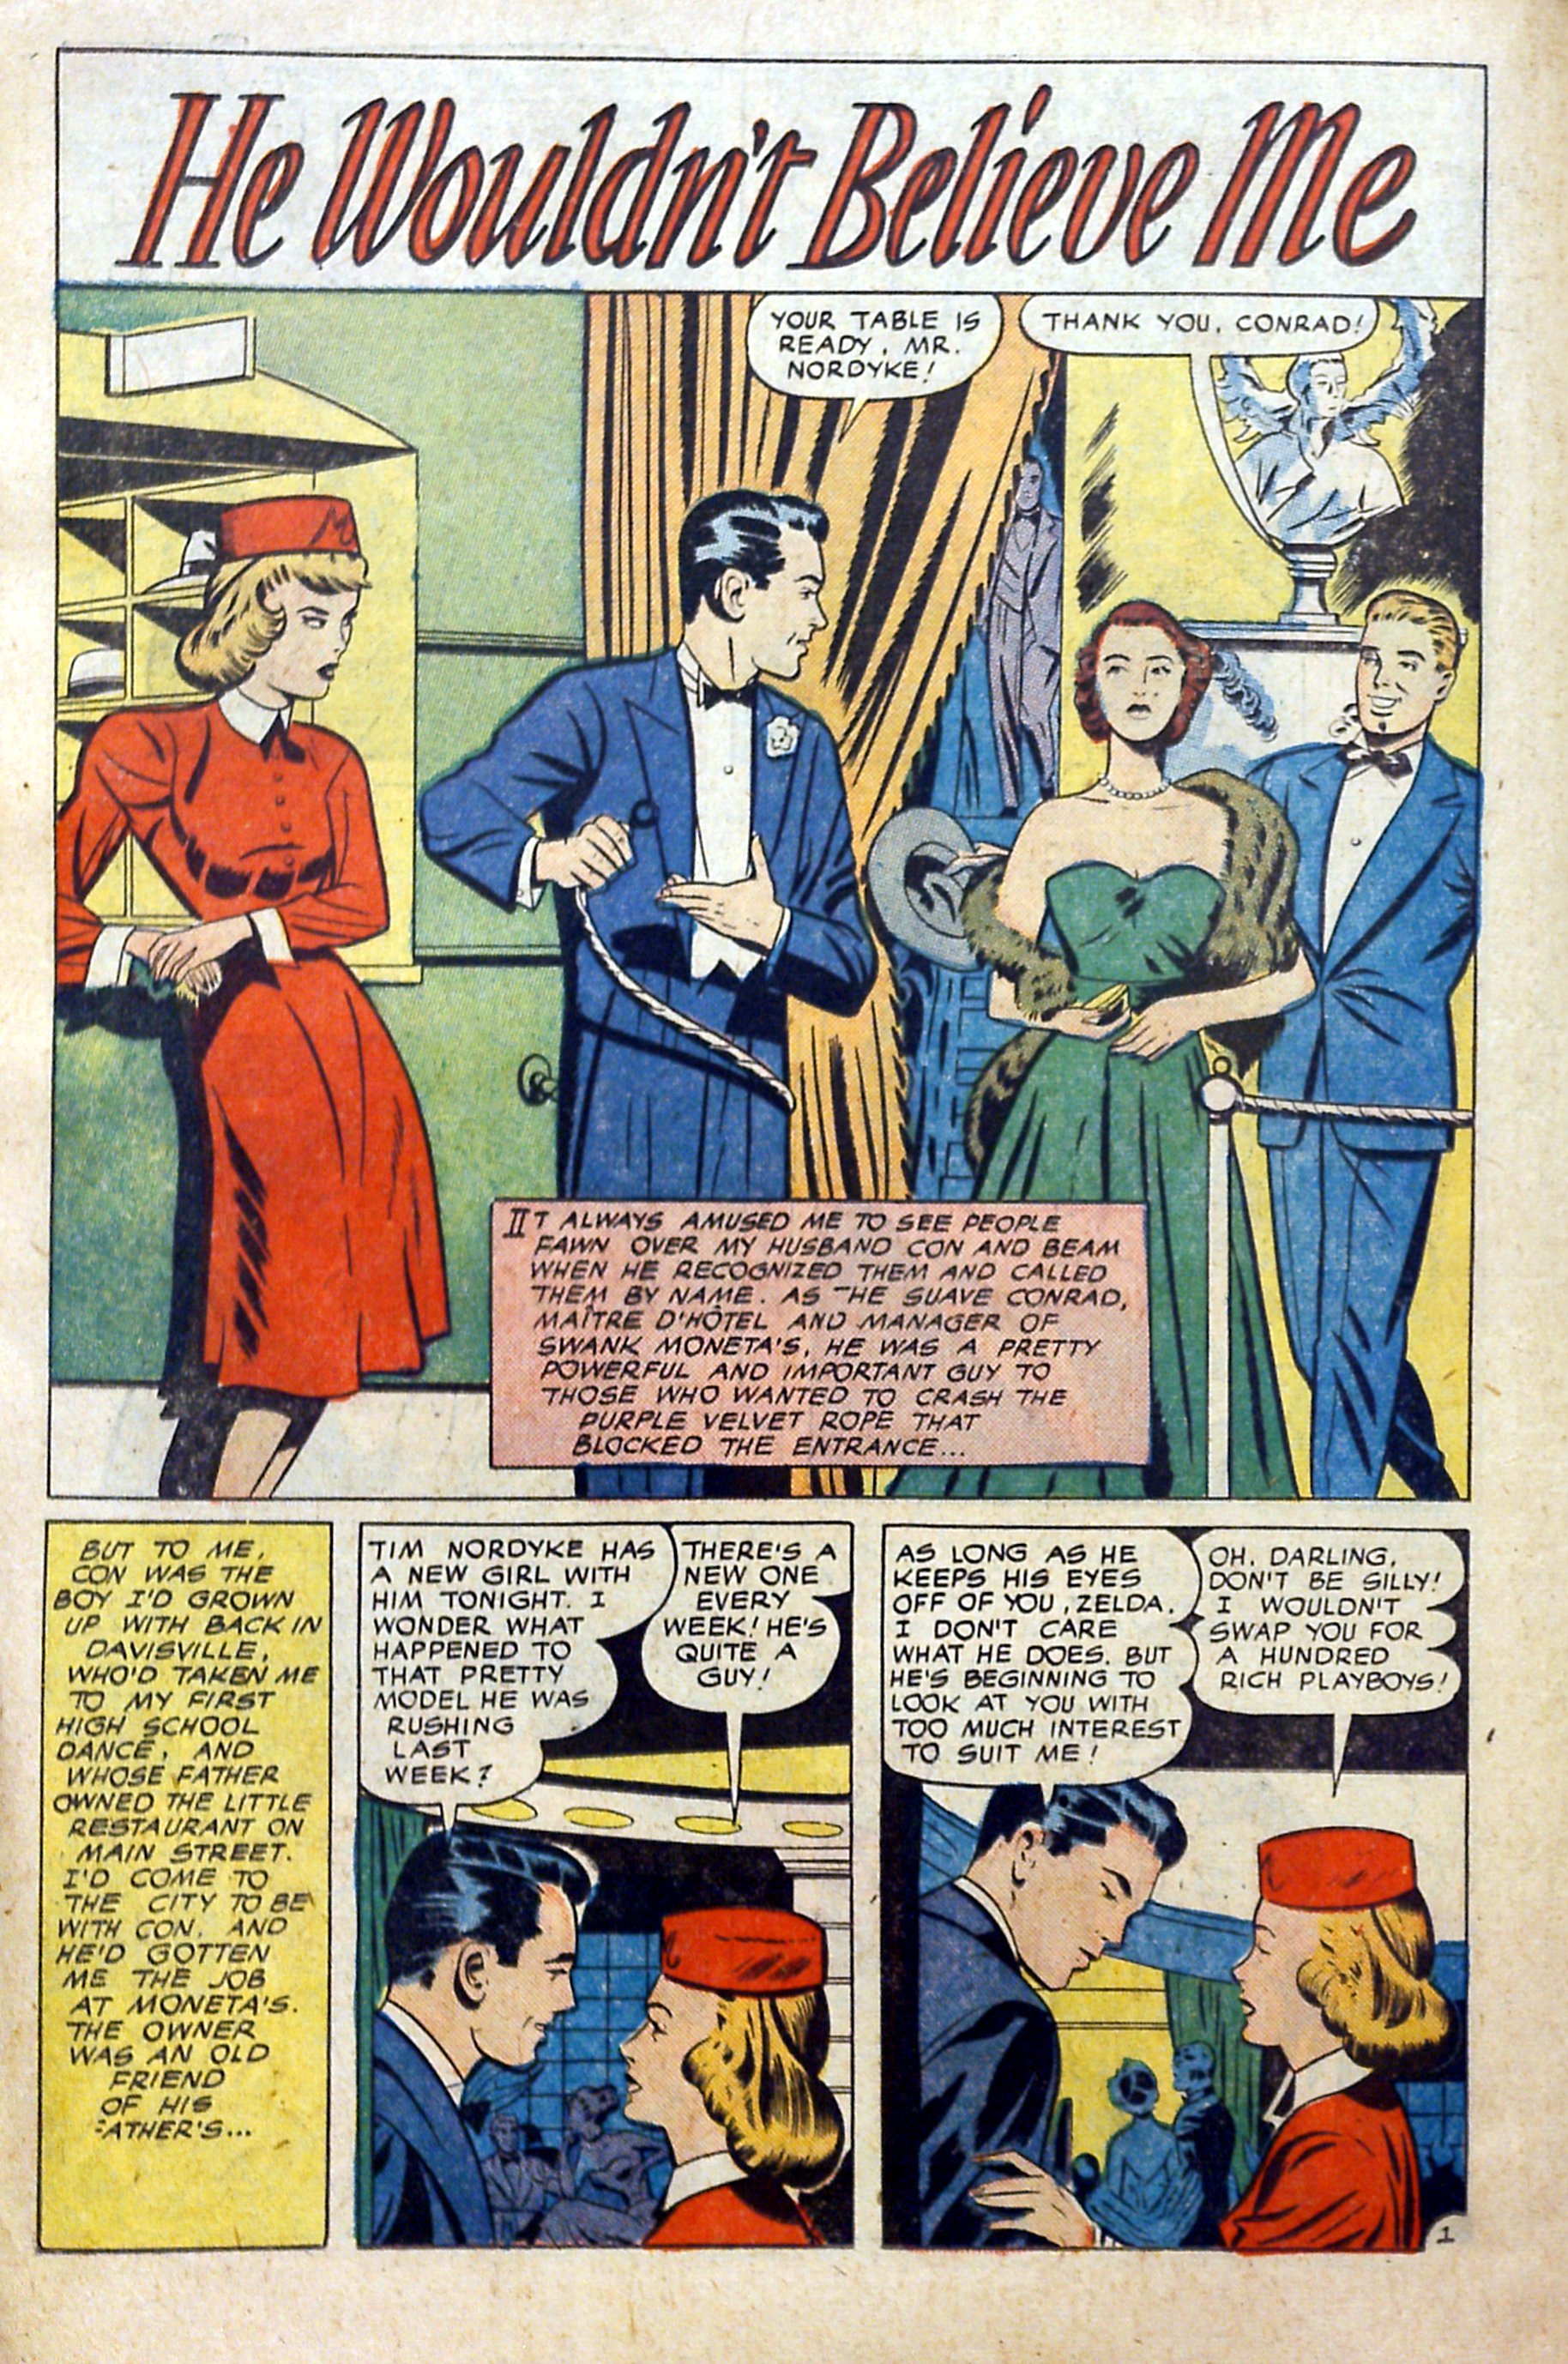 He Wouldn't Believe Me
YOUR TABLE IS
READY, MR.
NORDYKE!
THANK YOU, CONRAD!
M
IT ALWAYS AMUSED ME TO SEE PEOPLE
FAWN OVER MY HUSBAND CON AND BEAM
WHEN HE RECOGNIZED THEM AND CALLED
THEM BY NAME. AS THE SUAVE CONRAD,
MAÎTRE D'HÔTEL AND MANAGER OF
SWANK MONETA'S, HE WAS A PRETTY
POWERFUL AND IMPORTANT GUY TO
THOSE WHO WANTED TO CRASH THE
PURPLE VELVET ROPE THAT
BLOCKED THE ENTRANCE...
BUT TO ME,
CON WAS THE
BOY I'D GROWN
UP WITH BACK IN
DAVISVILLE,
WHO'D TAKEN ME
TO MY FIRST
HIGH SCHOOL
DANCE, AND
WHOSE FATHER
OWNED THE LITTLE
RESTAURANT ON
MAIN STREET.
I'D COME TO
THE CITY TO BE
WITH CON, AND
HE'D GOTTEN
ME THE JOB
AT MONETA'S.
THE OWNER
WAS AN OLD
FRIEND
OF HIS
FATHER'S...
TIM NORDYKE HAS
A NEW GIRL WITH
HIM TONIGHT. I
WONDER WHAT
HAPPENED TO
THAT PRETTY
MODEL HE WAS
RUSHING
LAST
WEEK?
THERE'S A
NEW ONE
EVERY
WEEK! HE'S
QUITE A
GUY!
AS LONG AS HE
KEEPS HIS EYES
OFF OF YOU, ZELDA,
I DON'T CARE
WHAT HE DOES. BUT
HE'S BEGINNING TO
LOOK AT YOU WITH
TOO MUCH INTEREST
TO SUIT ME!
OH, DARLING,
DON'T BE SILLY!
I WOULDN'T
SWAP YOU FOR
A HUNDRED
RICH PLAYBOYS!
1